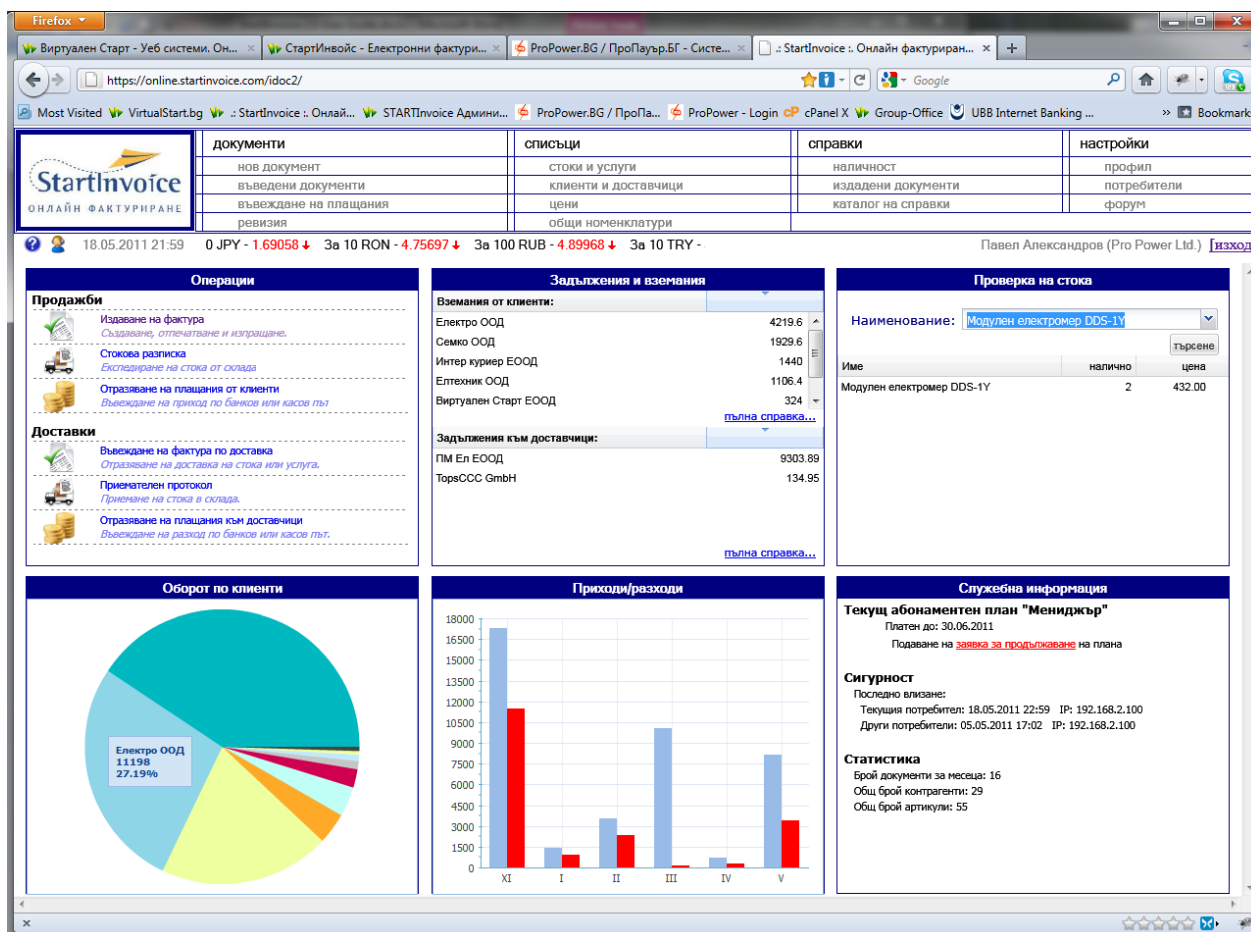 Firefox
Виртуален Старт - Уеб системи. Он...
СтартИнвойс - Електронни фактури...
ProPower.BG / ПроПауър.БГ - Систе...
.: StartInvoice :. Онлайн фактуриран...
https://online.startinvoice.com/idoc2/
Google
Most Visited
VirtualStart.bg
.: StartInvoice :. Онлай...
STARTInvoice Админи...
ProPower.BG / ПроПа...
ProPower - Login
cPanel X
Group-Office
UBB Internet Banking ...
Bookmark
StartInvoice
ОНЛАЙН ФАКТУРИРАНЕ
документи списъци справки настройки
нов документ стоки и услуги наличност профил
въведени документи клиенти и доставчици издадени документи потребители
въвеждане на плащания цени каталог на справки форум
ревизия общи номенклатури
18.05.2011 21:59 0 JPY - 1.69058 За 10 RON - 4.75697 За 100 RUB - 4.89968 За 10 TRY - Павел Александров (Pro Power Ltd.) [изход
Операции
Продажби
Издаване на фактура
Създаване, отпечатване и изпращане.
Стокова разписка
Експедиране на стока от склада
Отразяване на плащания от клиенти
Въвеждане на приход по банков или касов път
Доставки
Въвеждане на фактура по доставка
Отразяване на доставка на стока или услуга.
Приемателен протокол
Приемане на стока в склада.
Отразяване на плащания към доставчици
Въвеждане на разход по банков или касов път.
Задължения и вземания
Вземания от клиенти:
Електро ООД 4219.6
Семко ООД 1929.6
Интер куриер ЕООД 1440
Елтехник ООД 1106.4
Виртуален Старт ЕООД 324
пълна справка...
Задължения към доставчици:
ПМ Ел ЕООД 9303.89
TopsCCC GmbH 134.95
пълна справка...
Проверка на стока
Наименование: Модулен електромер DDS-1Y
търсене
Име налично цена
Модулен електромер DDS-1Y 2 432.00
Оборот по клиенти
Електро ООД
11198
27.19%
Приходи/разходи
18000
16500
15000
13500
12000
10500
9000
7500
6000
4500
3000
1500
0
XI I II III IV V
Служебна информация
Текущ абонаментен план "Мениджър"
Платен до: 30.06.2011
Подаване на заявка за продължаване на плана
Сигурност
Последно влизане:
Текущия потребител: 18.05.2011 22:59 IP: 192.168.2.100
Други потребители: 05.05.2011 17:02 IP: 192.168.2.100
Статистика
Брой документи за месеца: 16
Общ брой контрагенти: 29
Общ брой артикули: 55